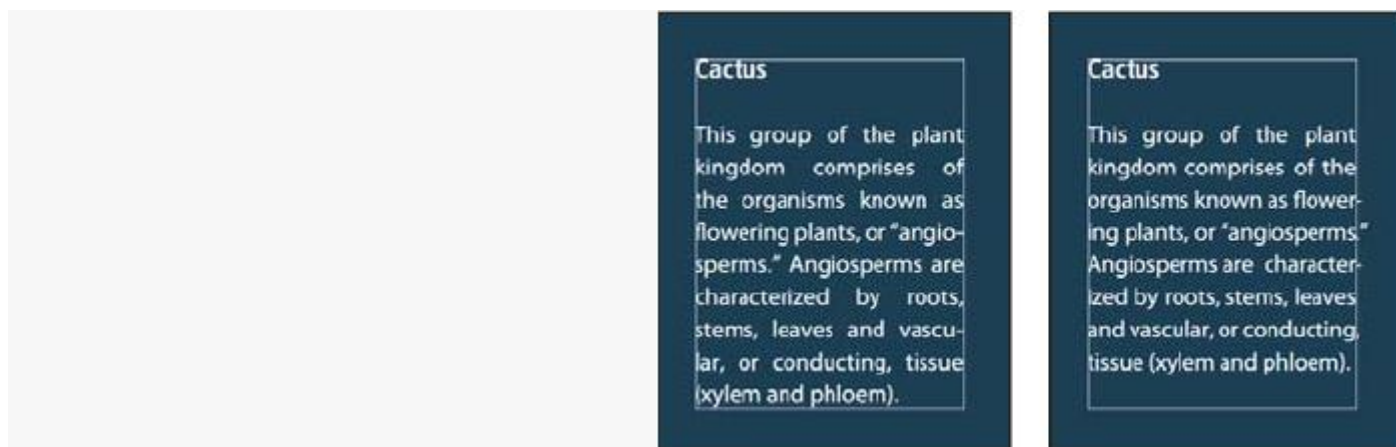 Cactus
This group of the plant
kingdom comprises of
the organisms known as
flowering plants, or “angio-
sperms.” Angiosperms are
characterized by roots,
stems, leaves and vascu-
lar, or conducting, tissue
(xylem and phloem).
Cactus
This group of the plant
kingdom comprises of the
organisms known as flower-
ing plants, or “angiosperms.”
Angiosperms are character-
ized by roots, stems, leaves
and vascular, or conducting,
tissue (xylem and phloem).